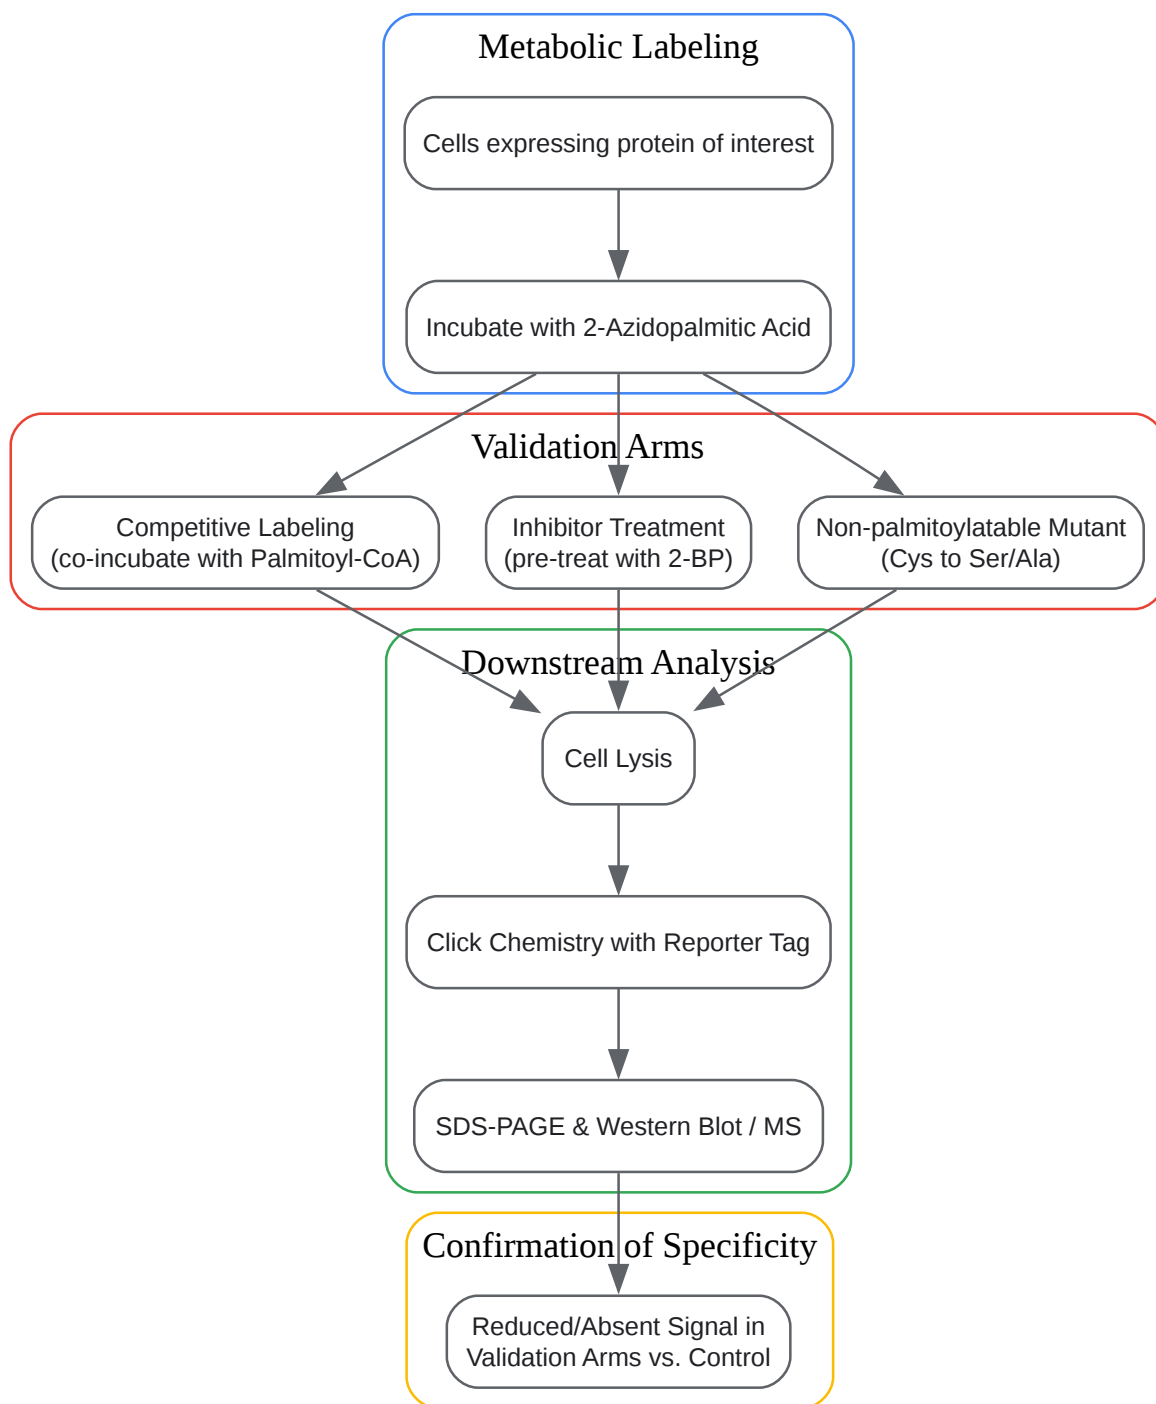 Metabolic Labeling
Cells expressing protein of interest
Incubate with 2-Azidopalmitic Acid
Validation Arms
Competitive Labeling
(co-incubate with Palmitoyl-CoA)
Inhibitor Treatment
(pre-treat with 2-BP)
Non-palmitoylatable Mutant
(Cys to Ser/Ala)
Downstream Analysis
Cell Lysis
Click Chemistry with Reporter Tag
SDS-PAGE & Western Blot / MS
Confirmation of Specificity
Reduced/Absent Signal in
Validation Arms vs. Control